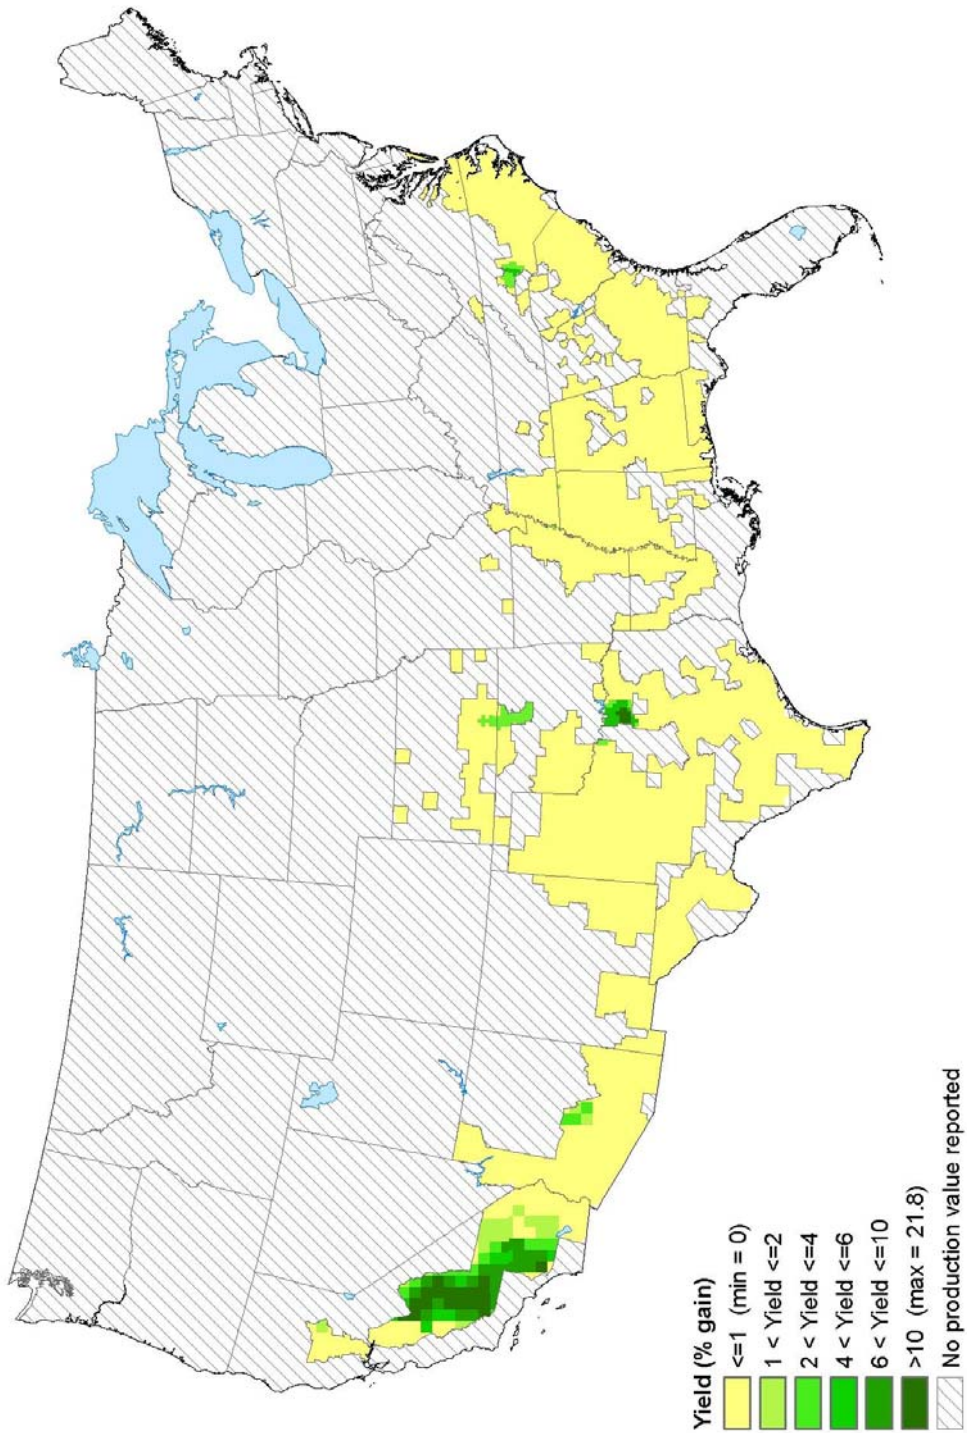 Yield (% gain)
<=1 (min = 0)
1 < Yield <=2
2 < Yield <=4
4 < Yield <=6
6 < Yield <=10
>10 (max = 21.8)
No production value reported